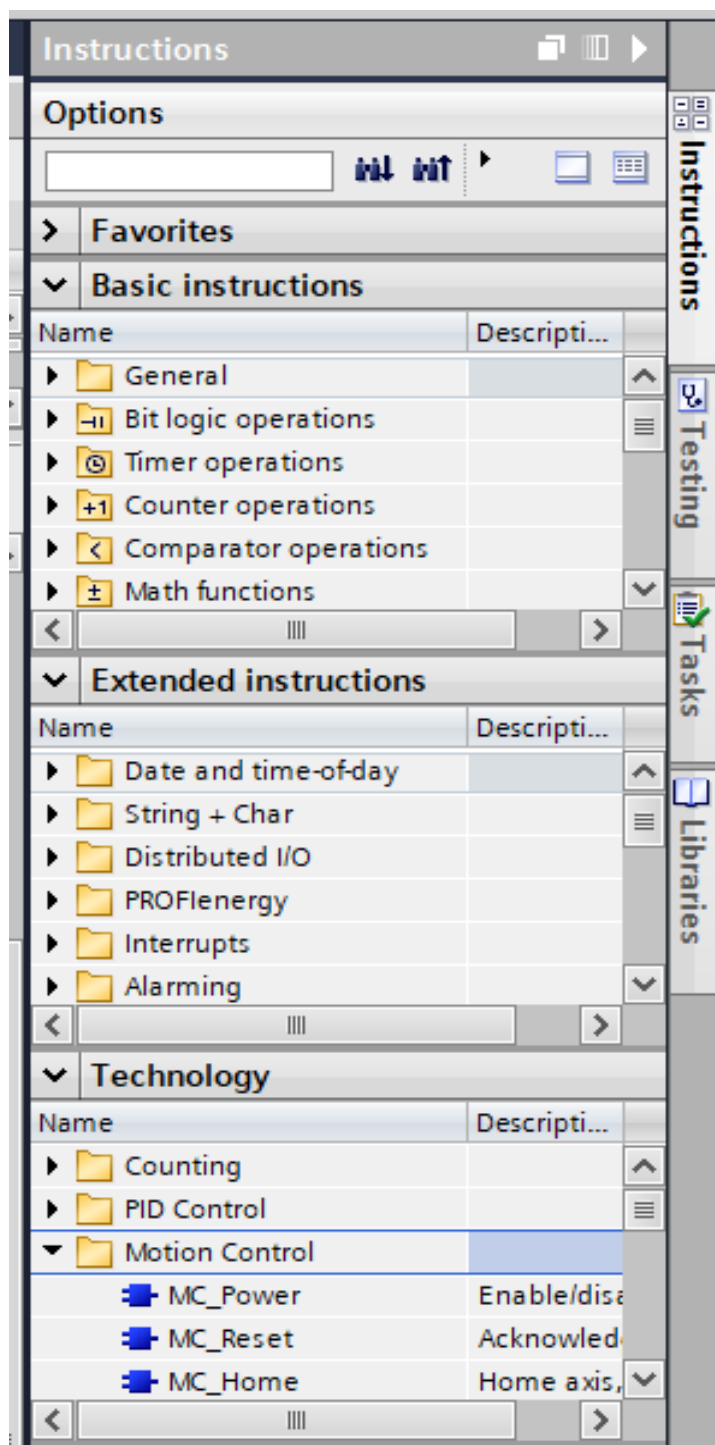 Instructions
Options
Favorites
Basic instructions
Name Descripti...
General
Bit logic operations
Timer operations
+1 Counter operations
< Comparator operations
± Math functions
Extended instructions
Name Descripti...
Date and time-of-day
String + Char
Distributed I/O
PROFIenergy
Interrupts
Alarming
Technology
Name Descripti...
Counting
PID Control
Motion Control
MC_Power Enable/disa
MC_Reset Acknowled
MC_Home Home axis,
Instructions
Testing
Tasks
Libraries